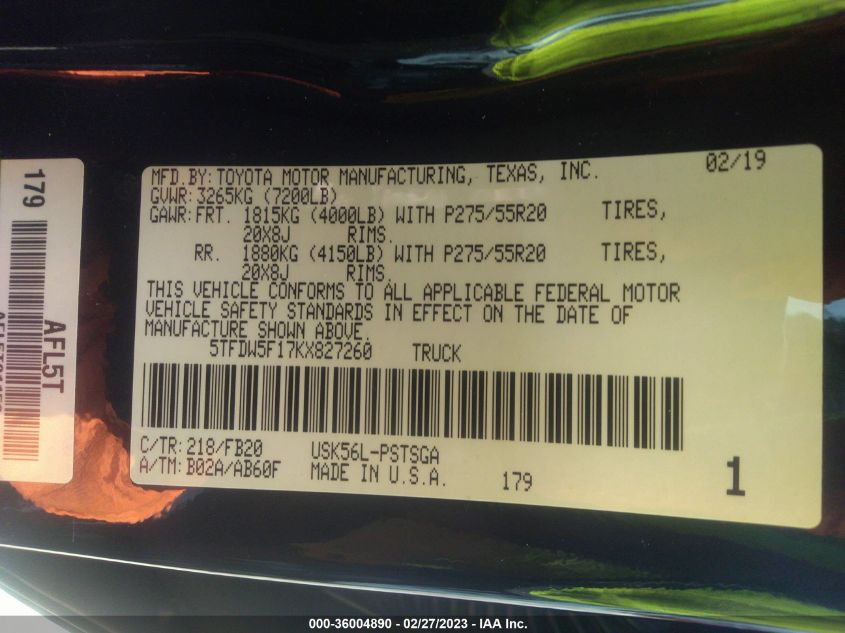 MFD.BY: TOYOTA MOTOR MANUFACTURING, TEXAS, INC. 02/19
GVWR: 3265KG (7200LB)
GAWR: FRT. 1815KG (4000LB) WITH P275/55R20 TIRES,
20X8J RIMS.
RR. 1880KG (4150LB) WITH P275/55R20 TIRES,
20X8J RIMS.
THIS VEHICLE CONFORMS TO ALL APPLICABLE FEDERAL MOTOR
VEHICLE SAFETY STANDARDS IN EFFECT ON THE DATE OF
MANUFACTURE SHOWN ABOVE.
5TFDW5F17KX827260 TRUCK
C/TR: 218/FB20 USK56L-PSTSGA
A/TM: B02A/AB60F MADE IN U.S.A. 179 1
179
AFL5T
000-36004890 - 02/27/2023 - IAA Inc.